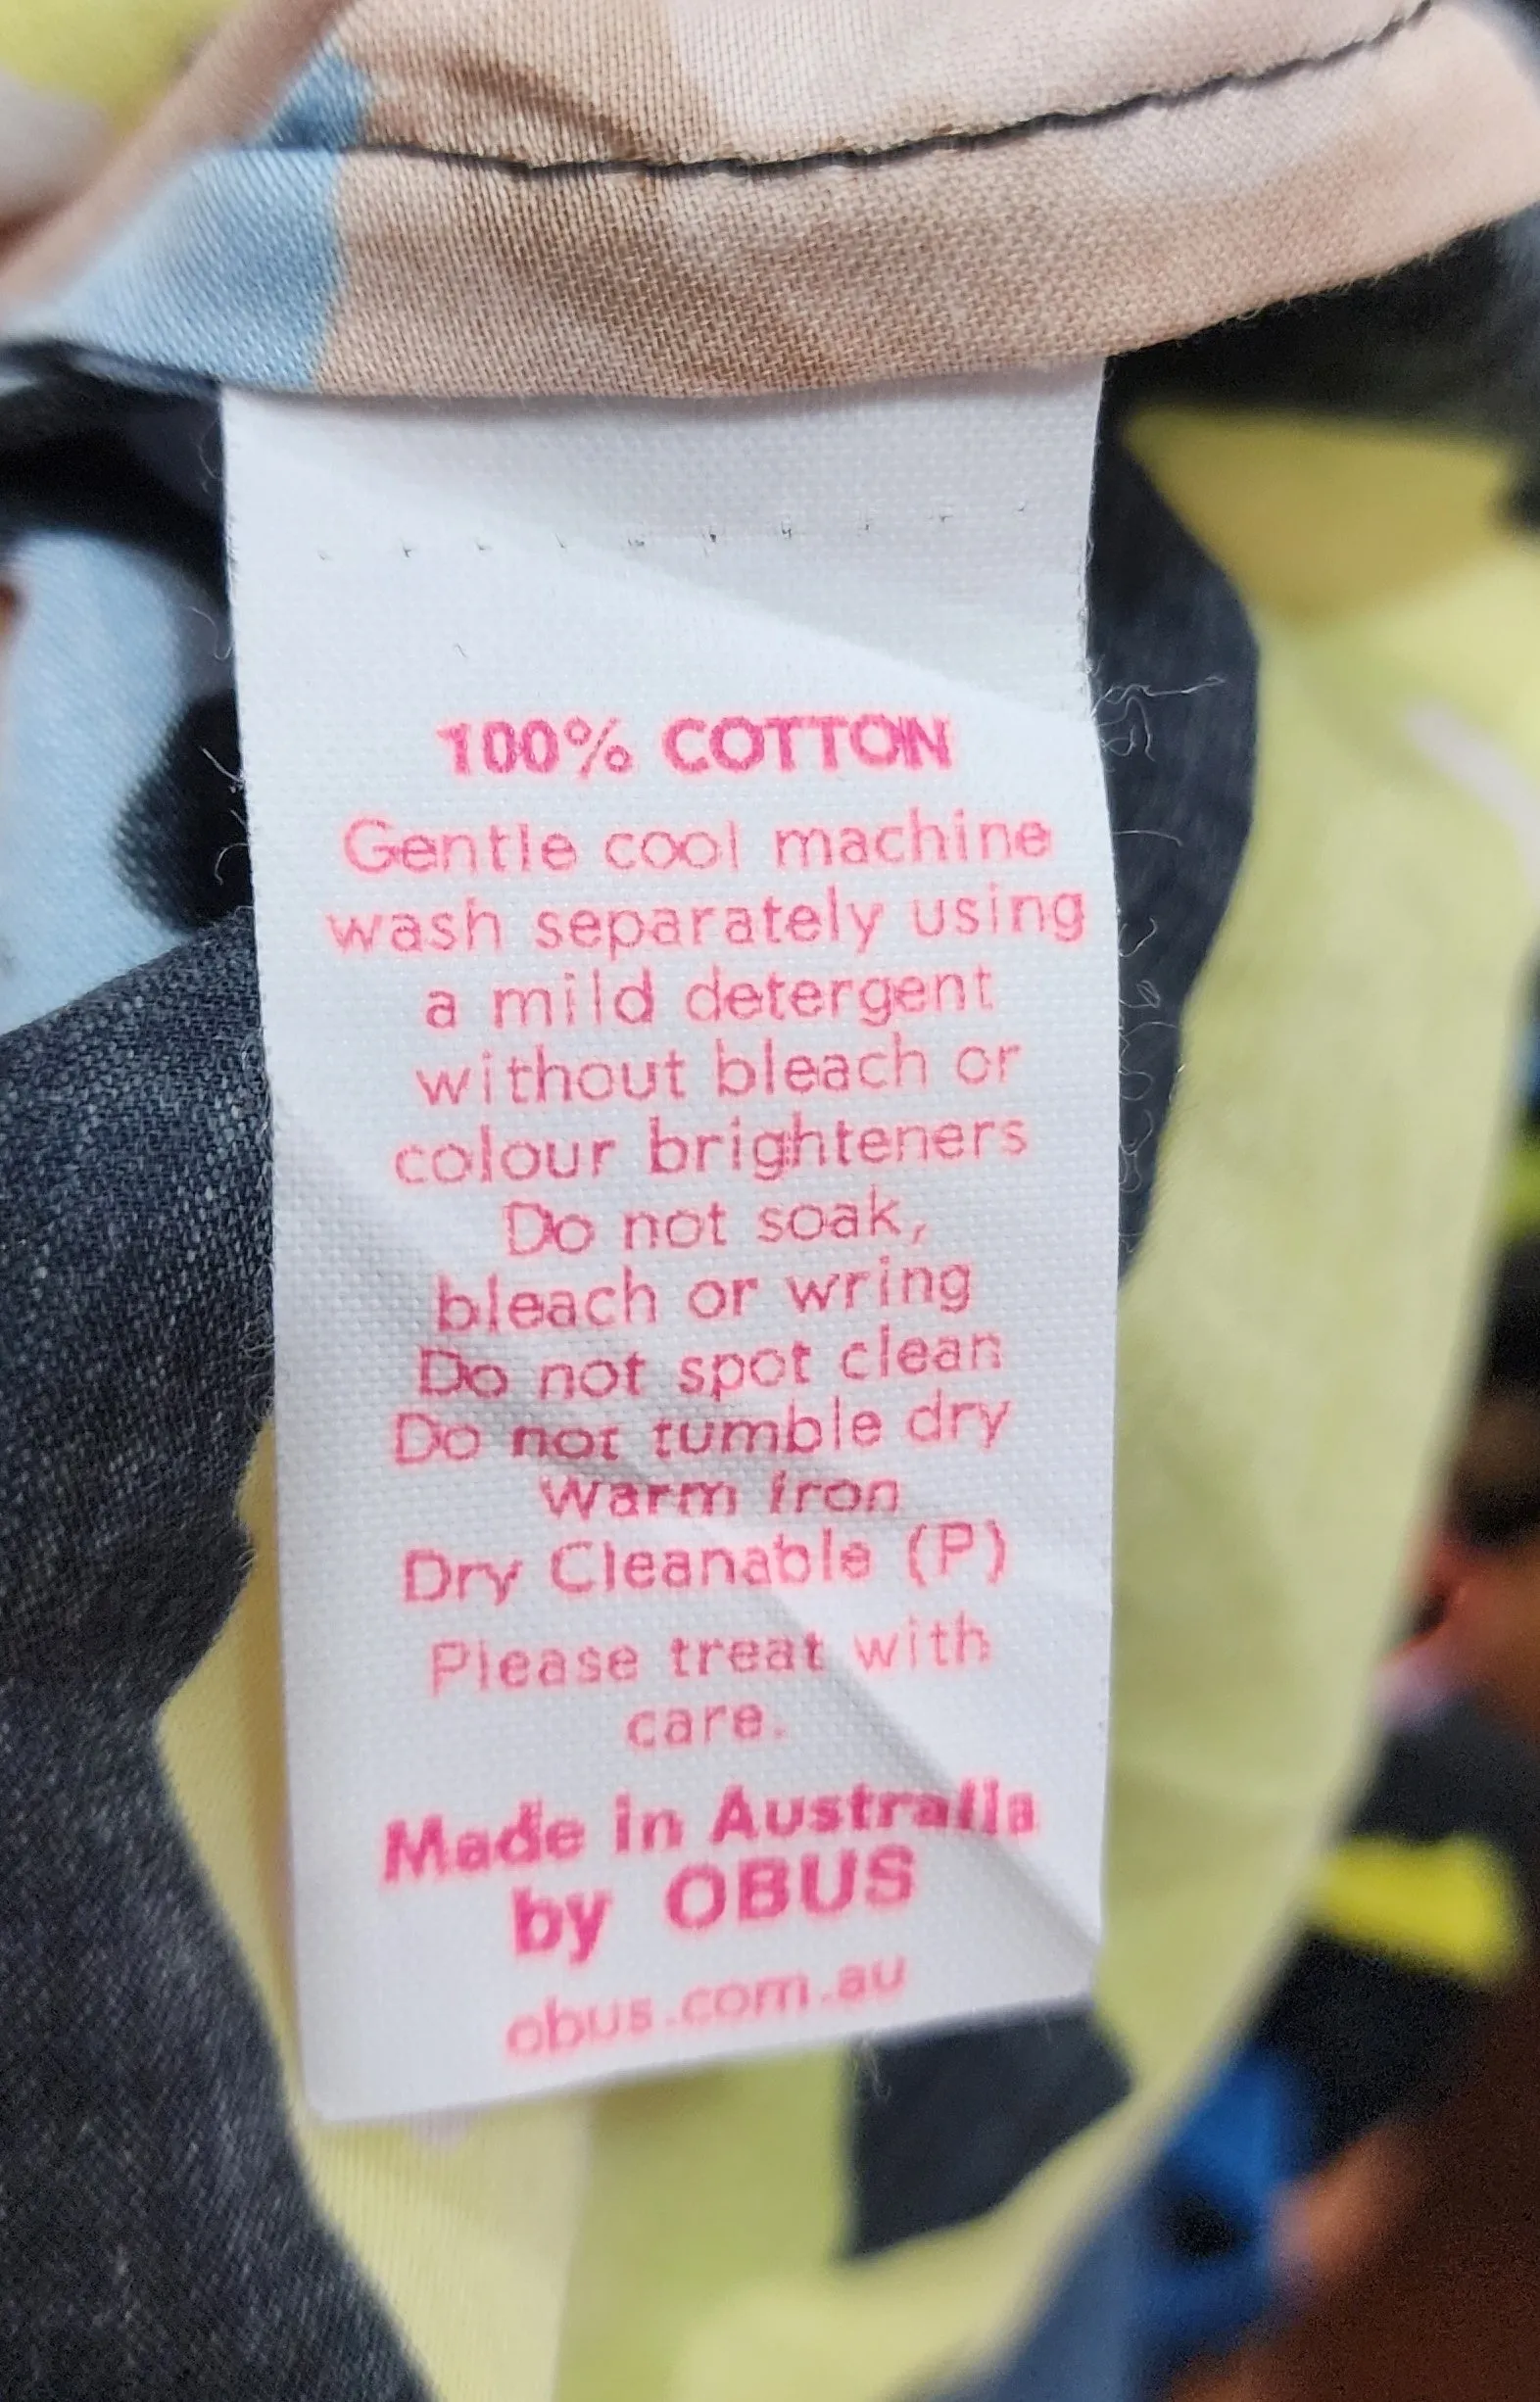 100% COTTON
Gentle cool machine
wash separately using
a mild detergent
without bleach or
colour brighteners
Do not soak,
bleach or wring
Do not spot clean
Do not tumble dry
Warm iron
Dry Cleanable (P)
Please treat with
care.
Made in Australia
by OBUS
obus.com.au